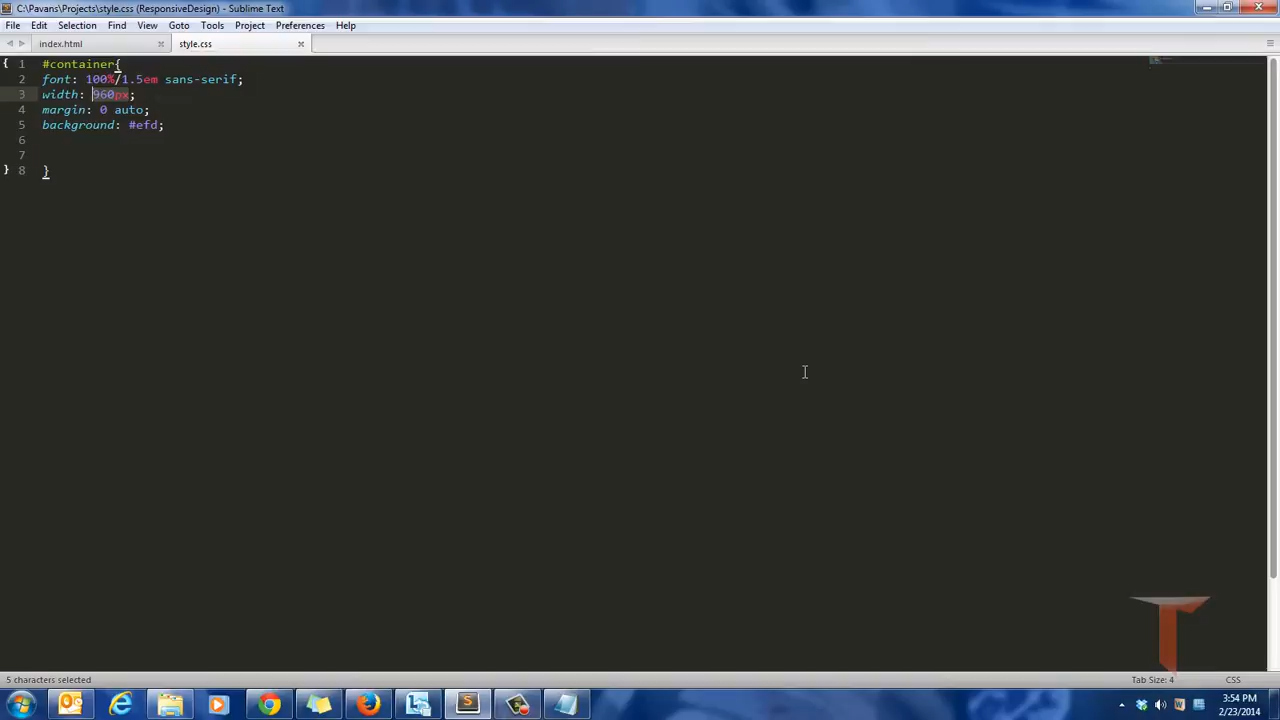 C:\Pavans\Projects\style.css (ResponsiveDesign) - Sublime Text
File Edit Selection Find View Goto Tools Project Preferences Help
index.html style.css
{ 1 #container{
2 font: 100%/1.5em sans-serif;
3 width: 960px;
4 margin: 0 auto;
5 background: #efd;
6
7
} 8 }
5 characters selected Tab Size: 4 CSS
3:54 PM
2/23/2014